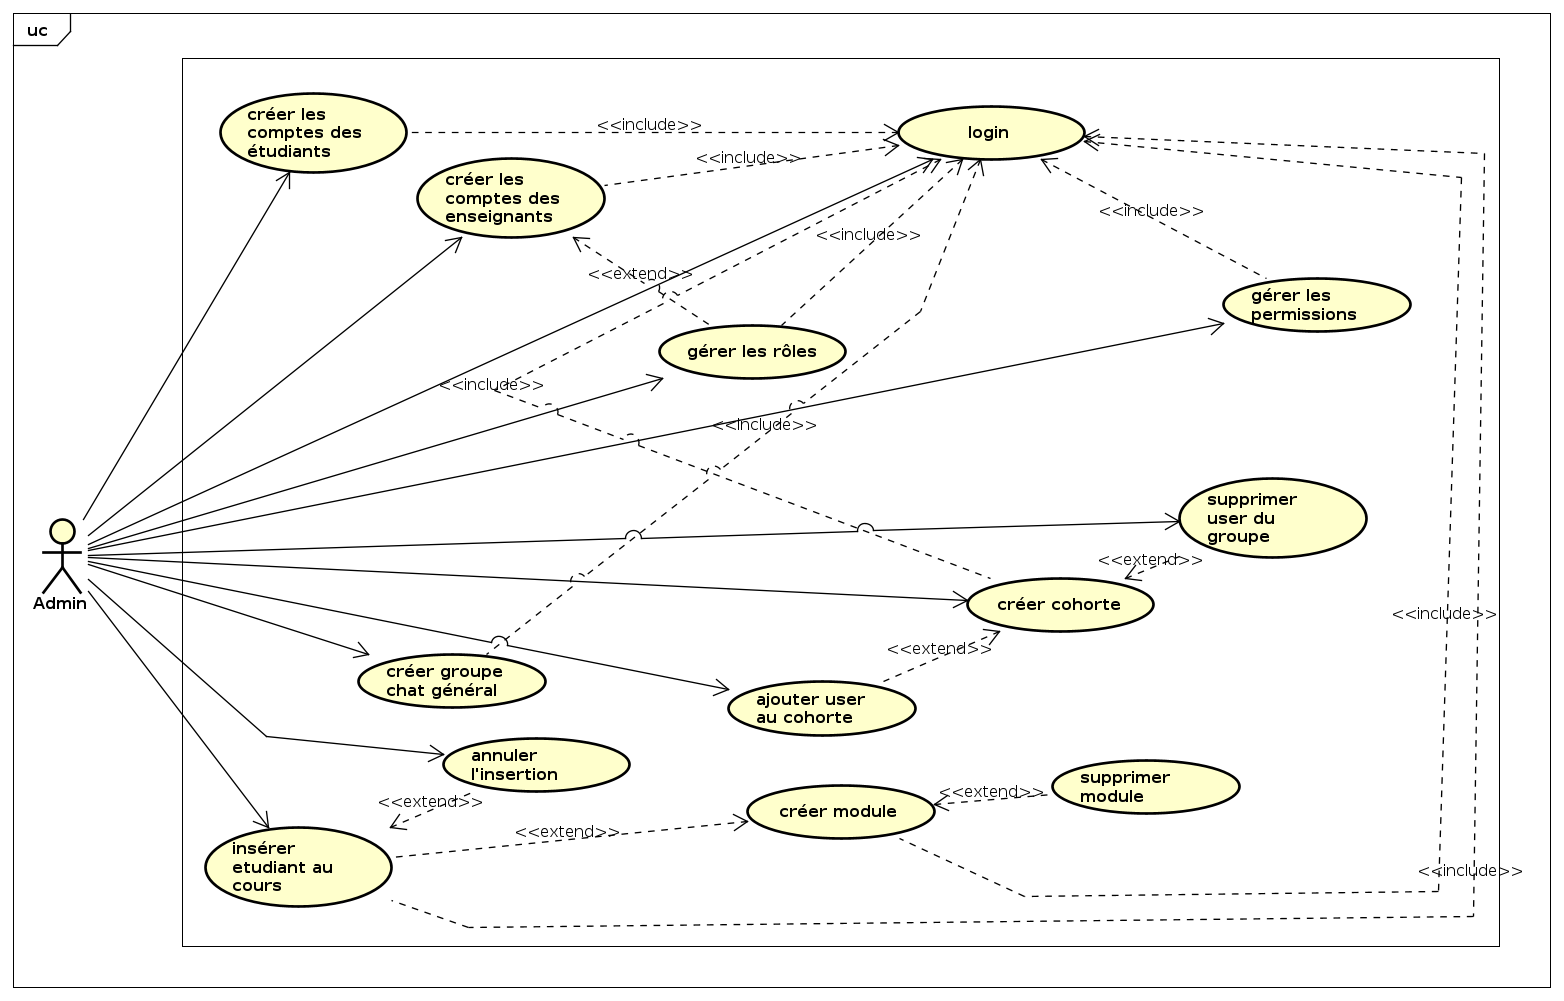 uc
créer les
comptes des
étudiants
<<include>>
login
créer les
comptes des
enseignants
<<include>>
<<include>>
<<include>>
<<extend>>
gérer les
permissions
gérer les rôles
<<include>>
<<include>>
supprimer
user du
groupe
<<extend>>
Admin
créer cohorte
<<include>>
<<extend>>
créer groupe
chat général
ajouter user
au cohorte
annuler
l'insertion
<<extend>>
supprimer
module
<<extend>>
créer module
<<extend>>
insérer
etudiant au
cours
<<include>>